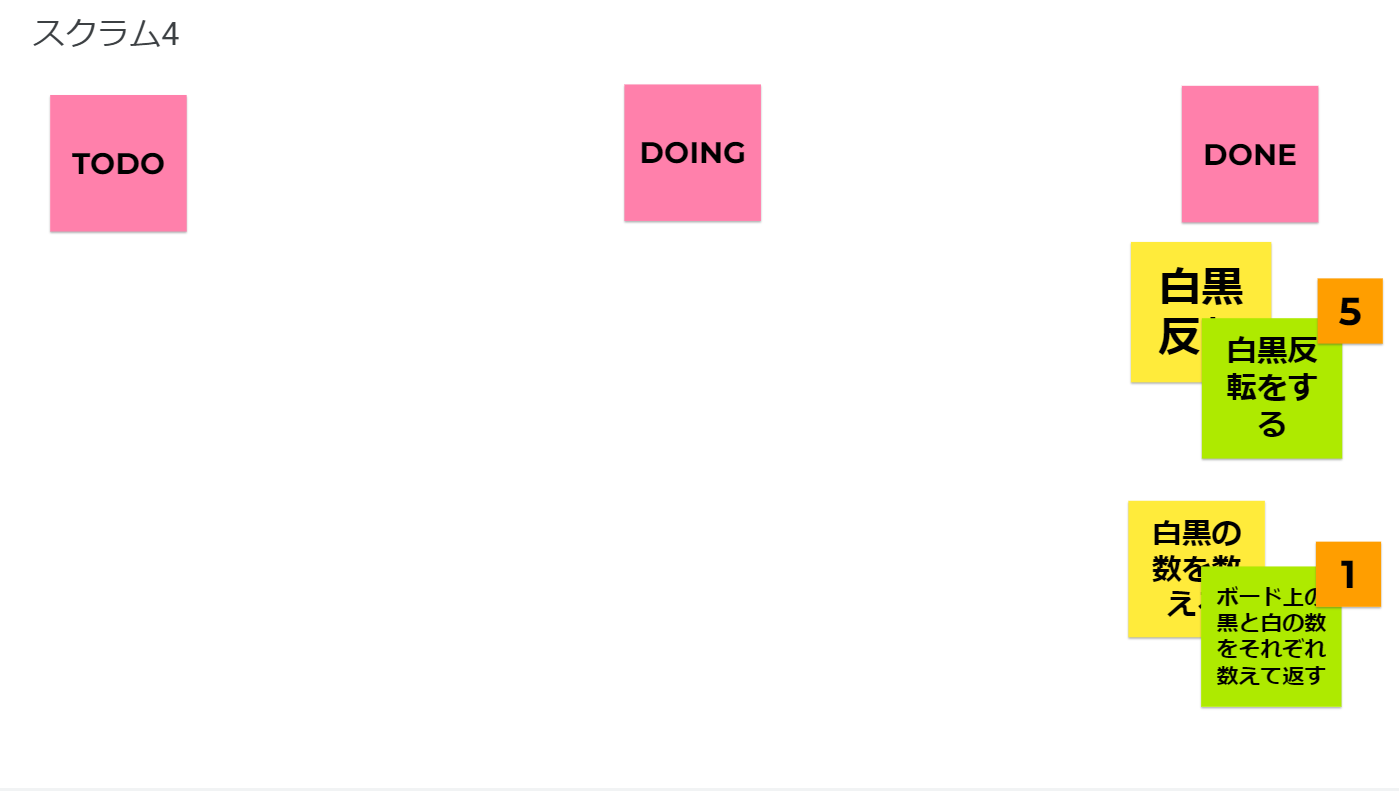 スクラム4
TODO
DOING
DONE
白黒
反
5
白黒反
転をす
る
白黒の
数を数
え
1
ボード上の
黒と白の数
をそれぞれ
数えて返す